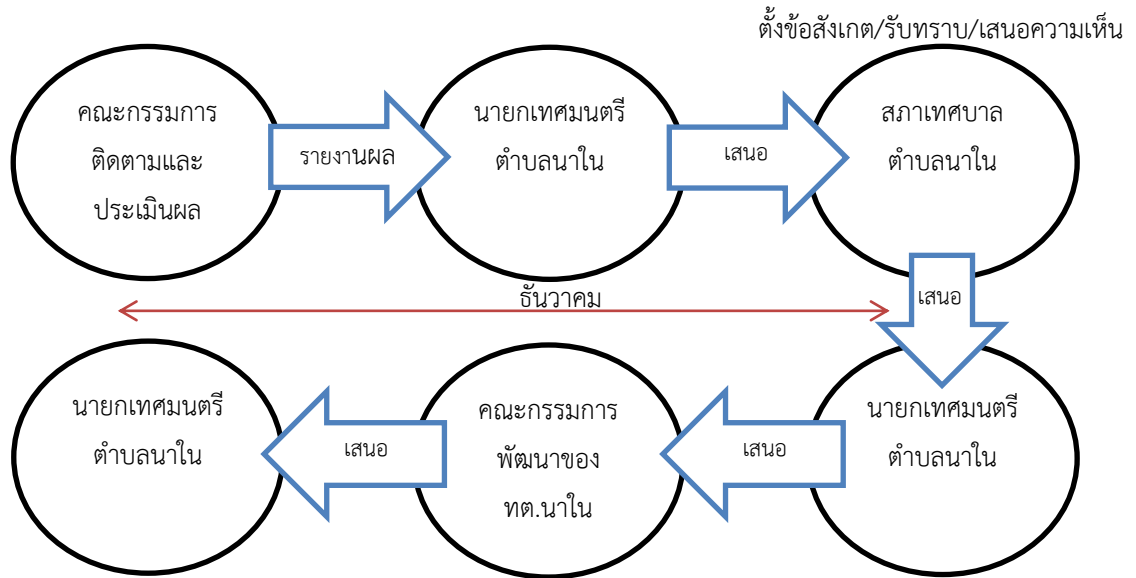 ตั้งข้อสังเกต/รับทราบ/เสนอความเห็น
คณะกรรมการ
ติดตามและ
ประเมินผล
รายงานผล
นายกเทศมนตรี
ตำบลนาใน
เสนอ
สภาเทศบาล
ตำบลนาใน
เสนอ
ธันวาคม
นายกเทศมนตรี
ตำบลนาใน
เสนอ
คณะกรรมการ
พัฒนาของ
ทต.นาใน
เสนอ
นายกเทศมนตรี
ตำบลนาใน